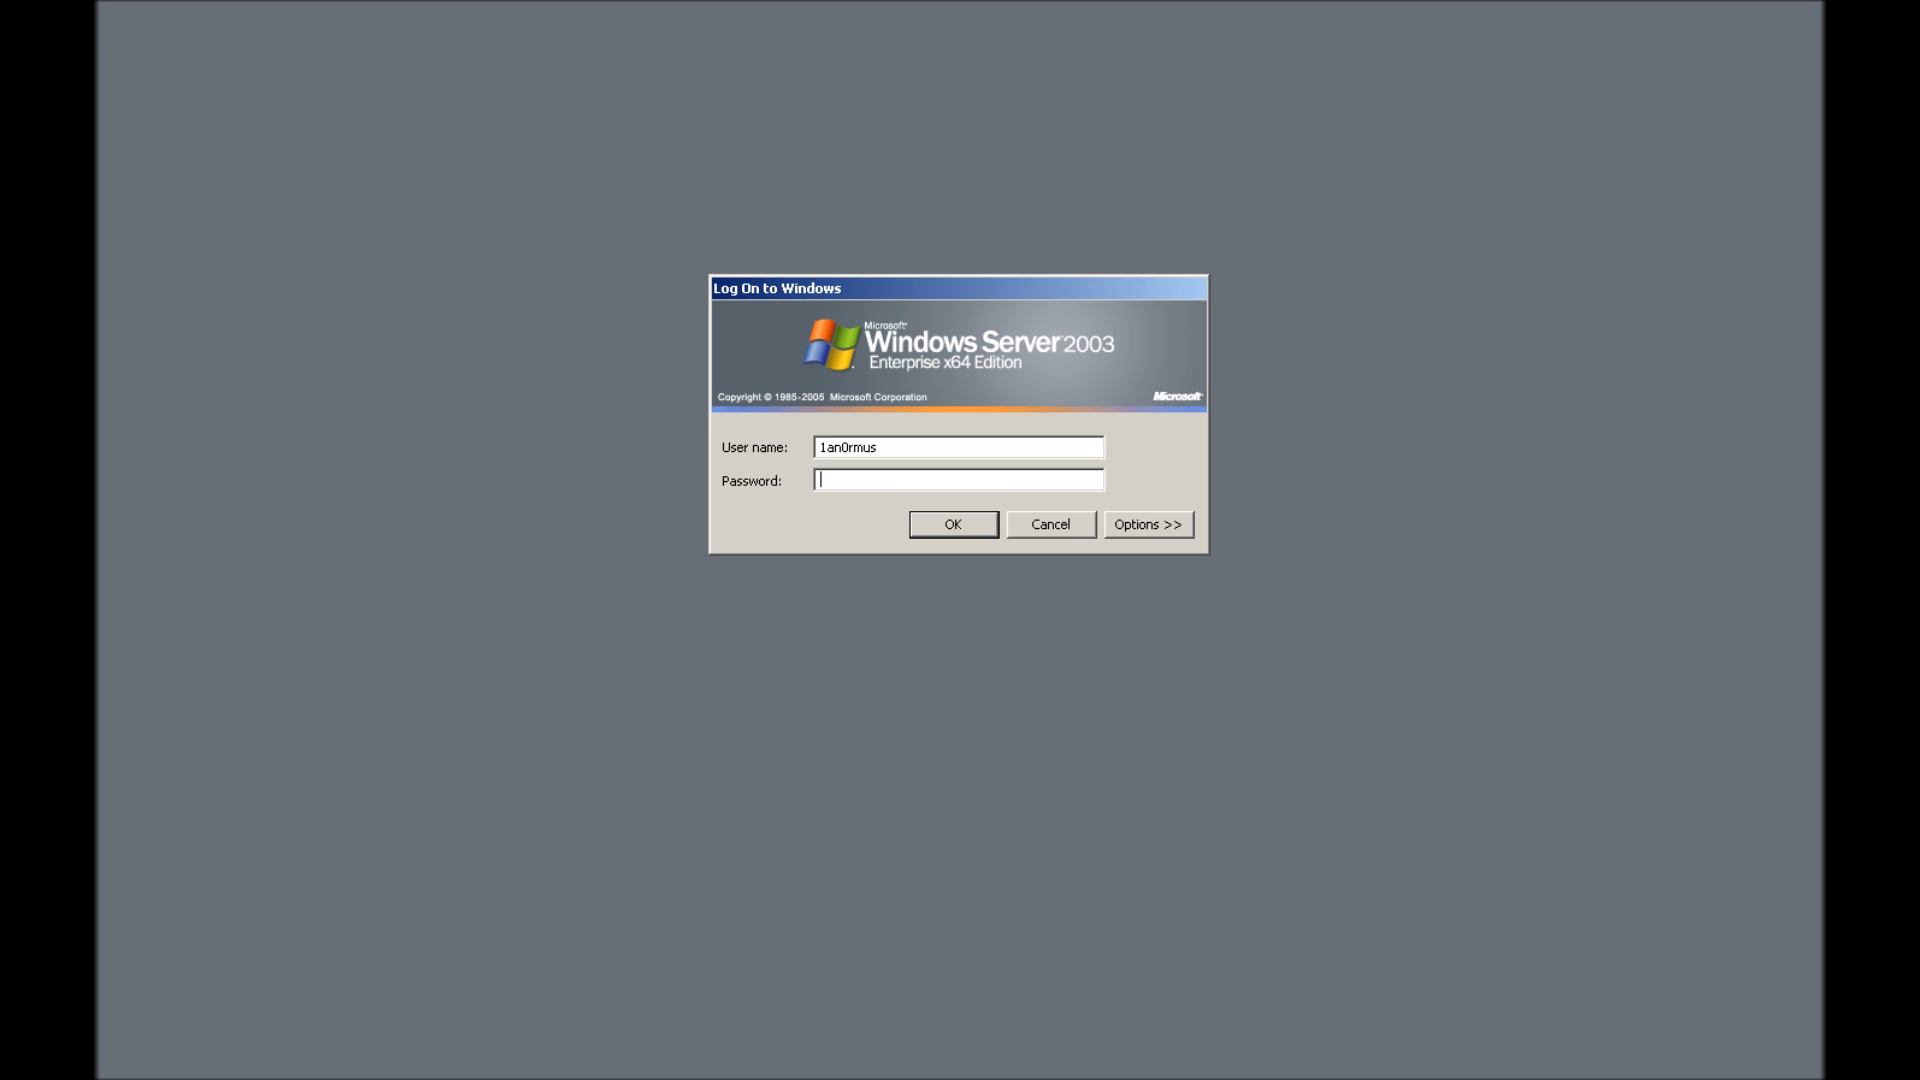 Log On to Windows
Microsoft®
Windows Server 2003
Enterprise x64 Edition
Copyright © 1985-2005 Microsoft Corporation
Microsoft
User name:
1an0rmus
Password:
OK
Cancel
Options >>